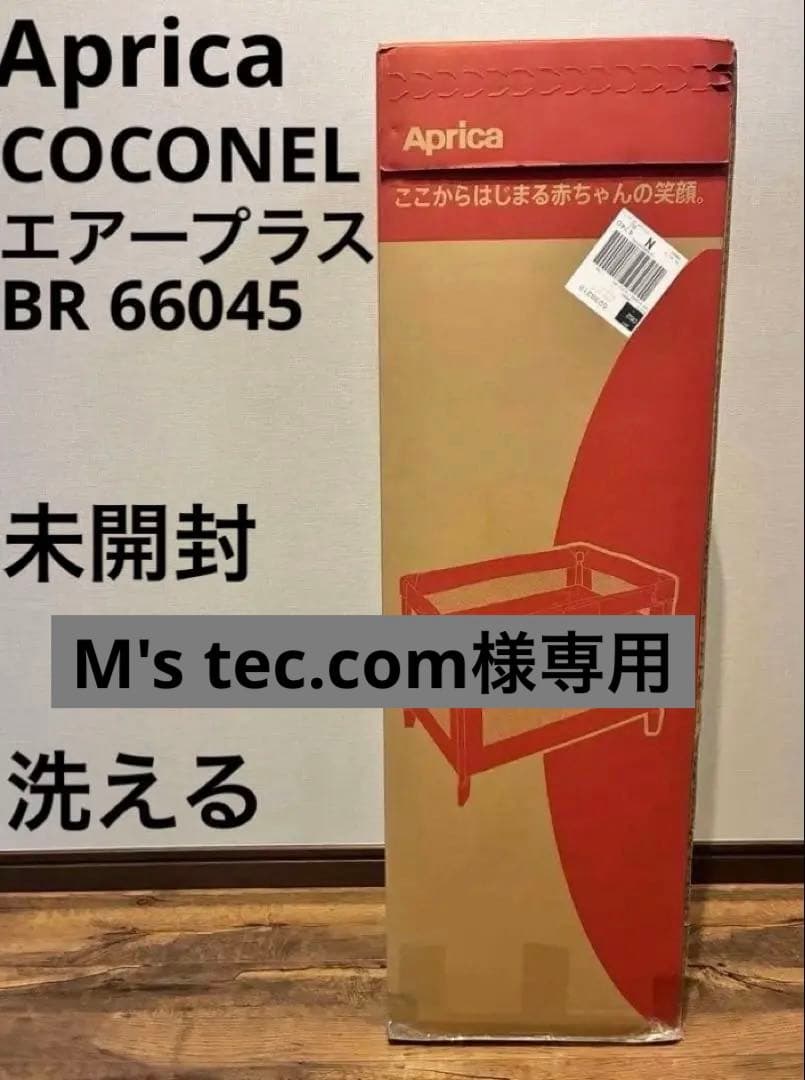 Aprica
COCONEL
エアープラス
BR 66045
未開封
M's tec.com様専用
洗える
Aprica
ここからはじまる赤ちゃんの笑顔。
N